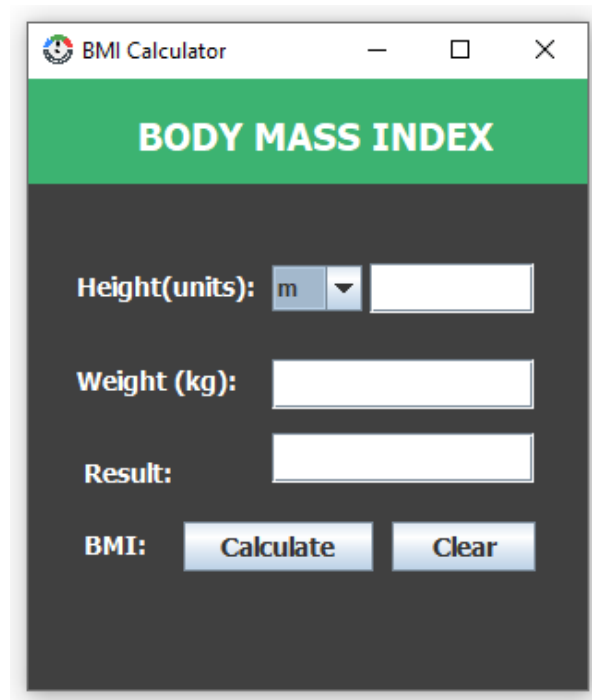 BMI Calculator
BODY MASS INDEX
Height(units): m
Weight (kg):
Result:
BMI: Calculate Clear